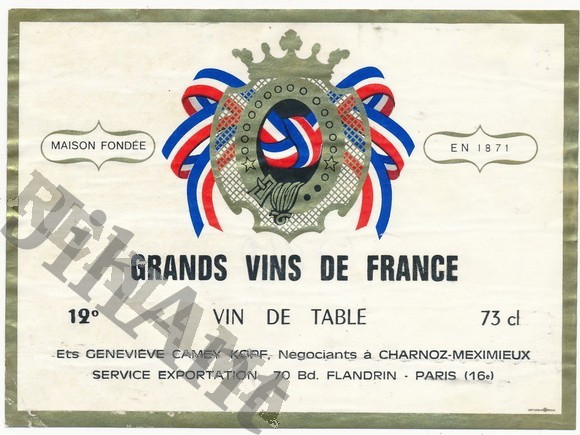 MAISON FONDÉE
EN 1871
GRANDS VINS DE FRANCE
12° VIN DE TABLE 73 cl
Ets GENEVIÈVE CAMEY KOPF, Negociants à CHARNOZ-MEXIMIEUX
SERVICE EXPORTATION 70 Bd. FLANDRIN - PARIS (16e)